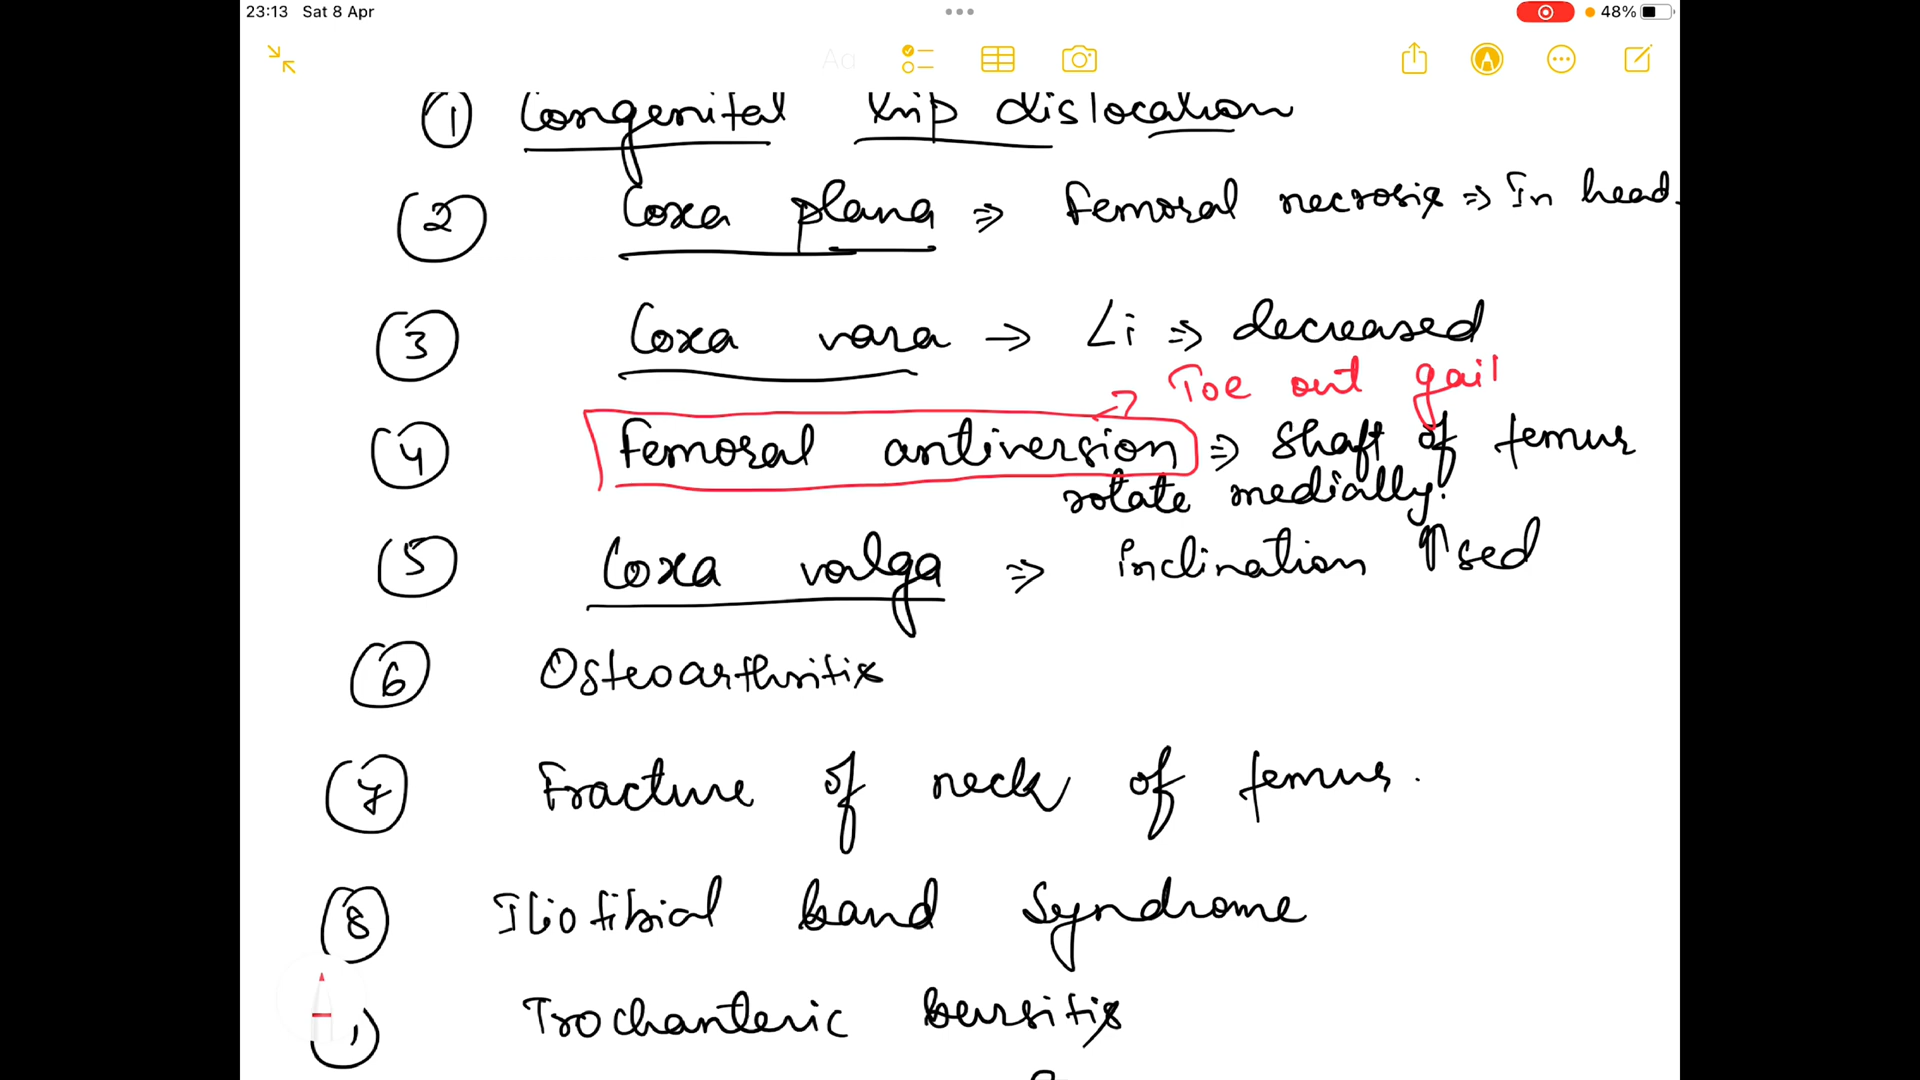 23:13 Sat 8 Apr
48%
Aa
1 Congenital hip dislocation
2 Coxa plana ⇒ Femoral necrosis ⇒ In head.
3 Coxa vara → ∠i ⇒ decreased
→ Toe out gait
4 Femoral antiversion ⇒ shaft of femur
rotate medially.
5 Coxa valga ⇒ inclination ↑sed
6 Osteoarthritis
7 Fracture of neck of femur.
8 Iliotibial band Syndrome
Trochanteric bursitis